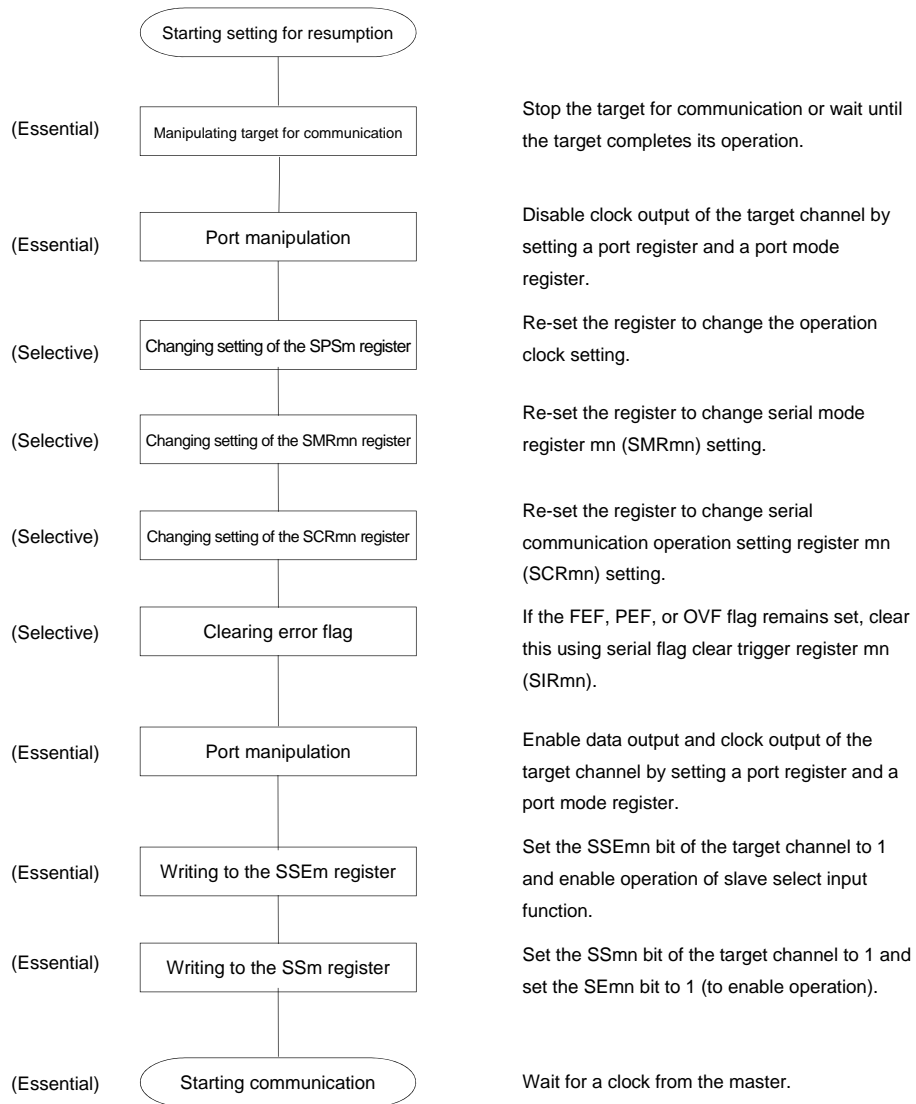 Starting setting for resumption
(Essential)
Manipulating target for communication
Stop the target for communication or wait until
the target completes its operation.
(Essential)
Port manipulation
Disable clock output of the target channel by
setting a port register and a port mode
register.
(Selective)
Changing setting of the SPSm register
Re-set the register to change the operation
clock setting.
(Selective)
Changing setting of the SMRmn register
Re-set the register to change serial mode
register mn (SMRmn) setting.
(Selective)
Changing setting of the SCRmn register
Re-set the register to change serial
communication operation setting register mn
(SCRmn) setting.
(Selective)
Clearing error flag
If the FEF, PEF, or OVF flag remains set, clear
this using serial flag clear trigger register mn
(SIRmn).
(Essential)
Port manipulation
Enable data output and clock output of the
target channel by setting a port register and a
port mode register.
(Essential)
Writing to the SSEm register
Set the SSEmn bit of the target channel to 1
and enable operation of slave select input
function.
(Essential)
Writing to the SSm register
Set the SSmn bit of the target channel to 1 and
set the SEmn bit to 1 (to enable operation).
(Essential)
Starting communication
Wait for a clock from the master.